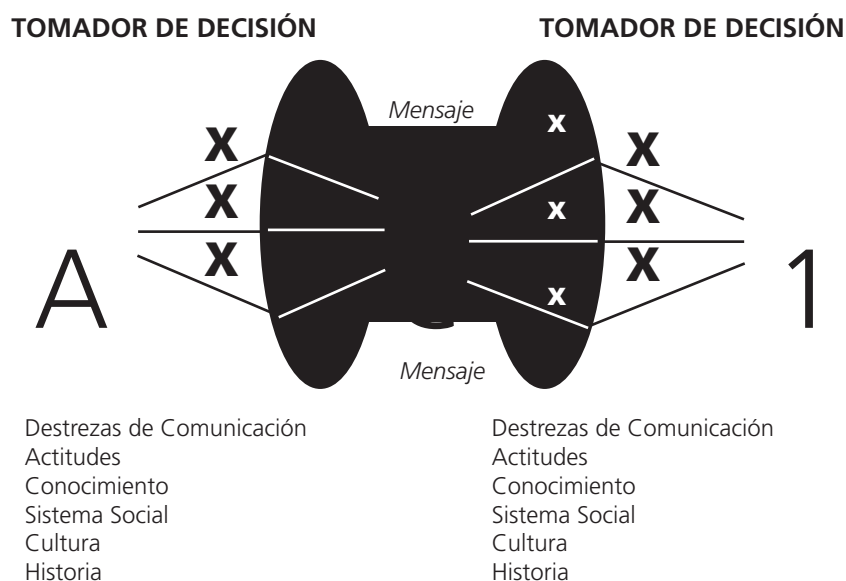 TOMADOR DE DECISIÓN
TOMADOR DE DECISIÓN
Mensaje
x
X
X
X
x
X
X
X
A
1
x
Mensaje
Destrezas de Comunicación
Actitudes
Conocimiento
Sistema Social
Cultura
Historia
Destrezas de Comunicación
Actitudes
Conocimiento
Sistema Social
Cultura
Historia